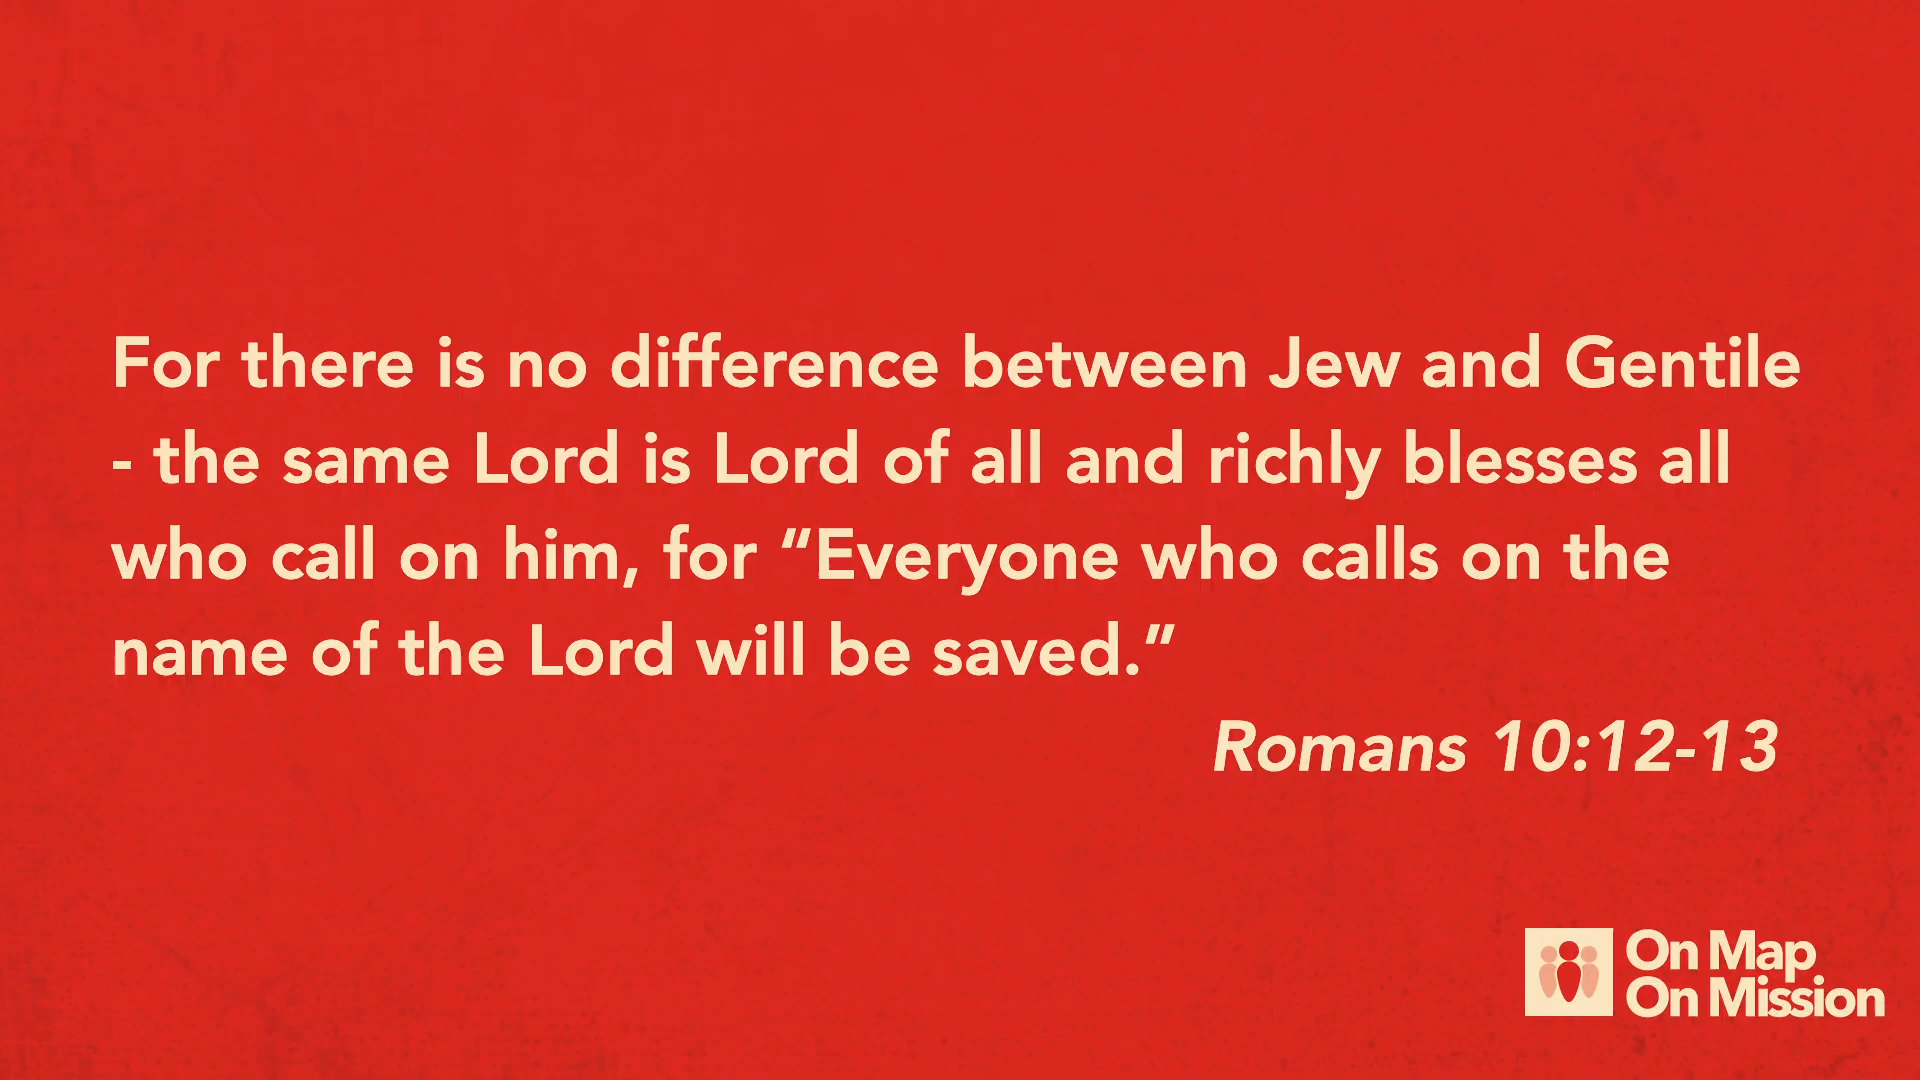 For there is no difference between Jew and Gentile
- the same Lord is Lord of all and richly blesses all
who call on him, for “Everyone who calls on the
name of the Lord will be saved.”
Romans 10:12-13
On Map
On Mission